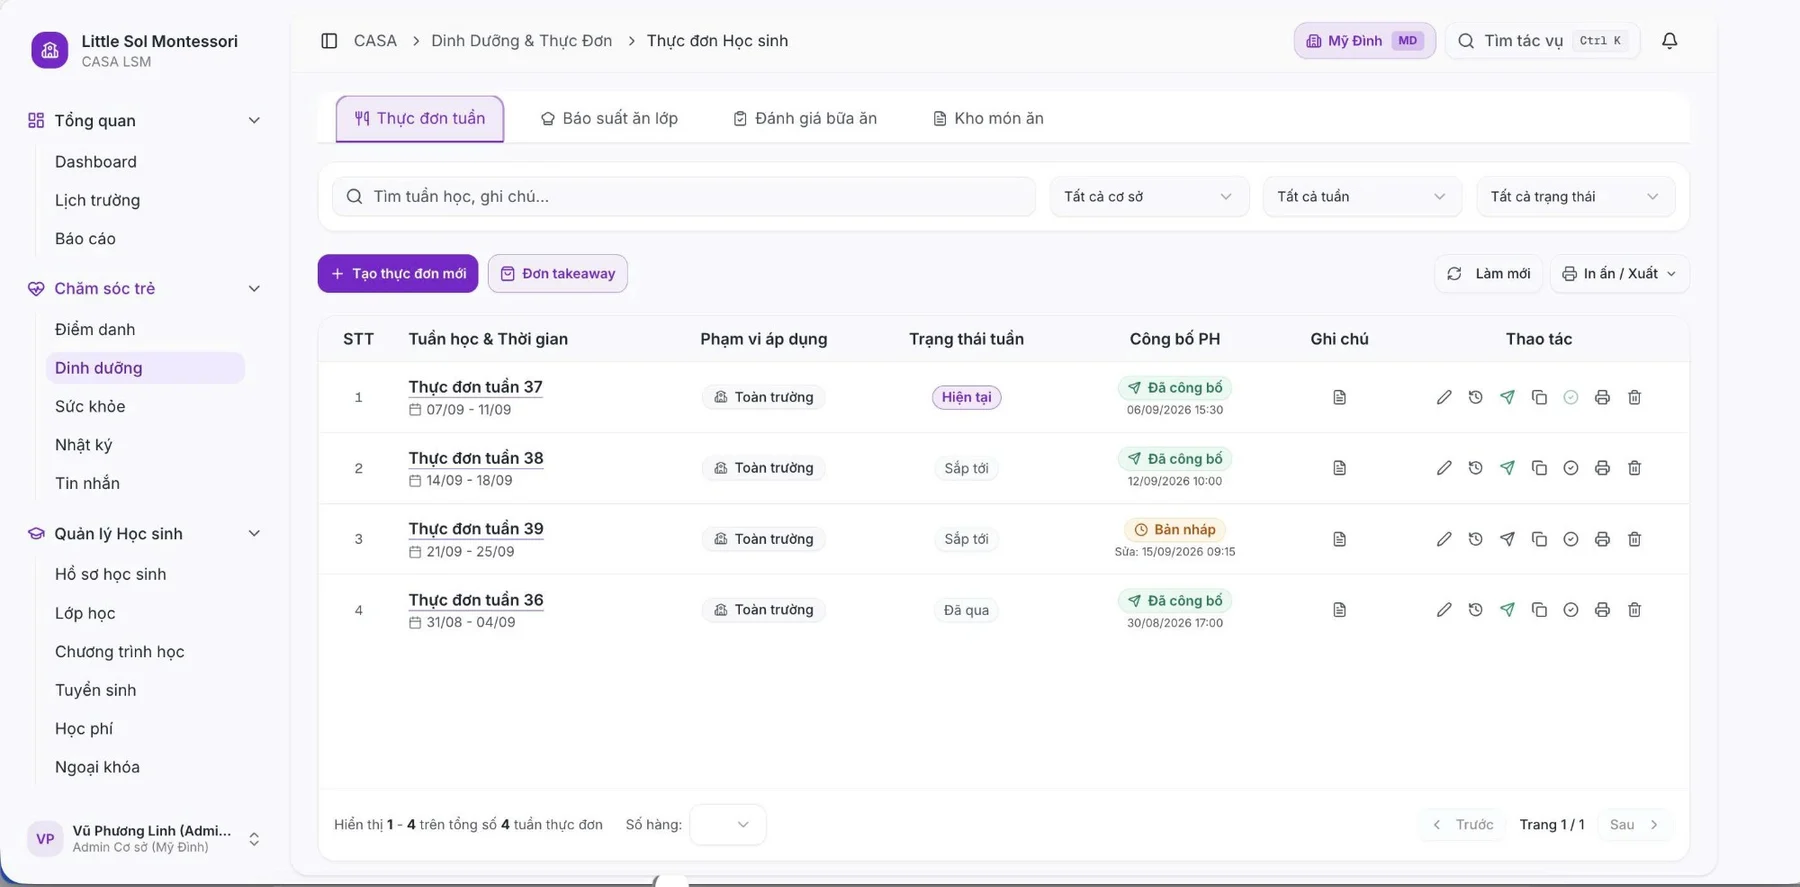 Little Sol Montessori
CASA LSM
Tổng quan
Dashboard
Lịch trường
Báo cáo
Chăm sóc trẻ
Điểm danh
Dinh dưỡng
Sức khỏe
Nhật ký
Tin nhắn
Quản lý Học sinh
Hồ sơ học sinh
Lớp học
Chương trình học
Tuyển sinh
Học phí
Ngoại khóa
VP
Vũ Phương Linh (Admi...
Admin Cơ sở (Mỹ Đình)
CASA > Dinh Dưỡng & Thực Đơn > Thực đơn Học sinh
Mỹ Đình MD
Tìm tác vụ Ctrl K
Thực đơn tuần
Báo suất ăn lớp
Đánh giá bữa ăn
Kho món ăn
Tìm tuần học, ghi chú...
Tất cả cơ sở
Tất cả tuần
Tất cả trạng thái
+ Tạo thực đơn mới
Đơn takeaway
Làm mới
In ấn / Xuất
STT Tuần học & Thời gian Phạm vi áp dụng Trạng thái tuần Công bố PH Ghi chú Thao tác
1 Thực đơn tuần 37 Toàn trường Hiện tại Đã công bố
07/09 - 11/09 06/09/2026 15:30
2 Thực đơn tuần 38 Toàn trường Sắp tới Đã công bố
14/09 - 18/09 12/09/2026 10:00
3 Thực đơn tuần 39 Toàn trường Sắp tới Bản nháp
21/09 - 25/09 Sửa: 15/09/2026 09:15
4 Thực đơn tuần 36 Toàn trường Đã qua Đã công bố
31/08 - 04/09 30/08/2026 17:00
Hiển thị 1 - 4 trên tổng số 4 tuần thực đơn Số hàng:
Trước Trang 1 / 1 Sau